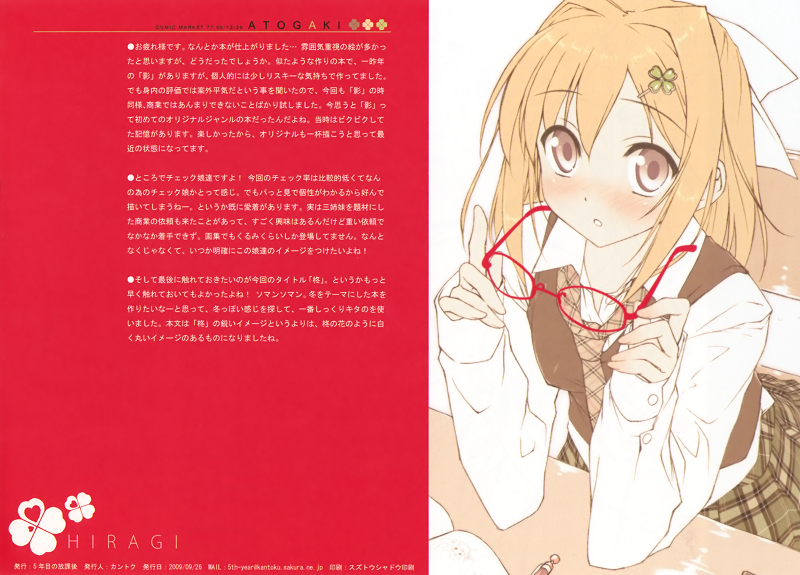 COMIC MARKET 77 09/12/29 ATOGAKI
●お疲れ様です。なんとか本が仕上がりました… 雰囲気重視の絵が多かっ
たと思いますが、どうだったでしょうか。似たような作りの本で、一昨年
の「影」がありますが、個人的には少しリスキーな気持ちで作ってました。
でも身内の評価では案外平気だという事を聞いたので、今回も「影」の時
同様、商業ではあんまりできないことばかり試しました。今思うと「影」っ
て初めてのオリジナルジャンルの本だったんだよね。当時はビクビクして
た記憶があります。楽しかったから、オリジナルも一杯描こうと思って最
近の状態になってます。
●ところでチェック娘達ですよ！ 今回のチェック率は比較的低くてなん
の為のチェック娘かとって感じ。でもパっと見で個性がわかるから好んで
描いてしまうねー。というか既に愛着があります。実は三姉妹を題材にし
た商業の依頼も来たことがあって、すごく興味はあるんだけど重い依頼で
なかなか着手できず。画集でもくるみくらいしか登場してません。なんと
なくじゃなくて、いつか明確にこの娘達のイメージをつけたいよね！
●そして最後に触れておきたいのが今回のタイトル「柊」。というかもっと
早く触れておいてもよかったよね！ ソマンソマン。冬をテーマにした本を
作りたいなーと思って、冬っぽい感じを探して、一番しっくりキタのを使
いました。本文は「柊」の鋭いイメージというよりは、柊の花のように白
く丸いイメージのあるものになりましたね。
HIRAGI
発行：5年目の放課後 発行人：カントク 発行日：2009/09/26 MAIL：5th-year@kantoku.sakura.ne.jp 印刷：スズトウシャドウ印刷